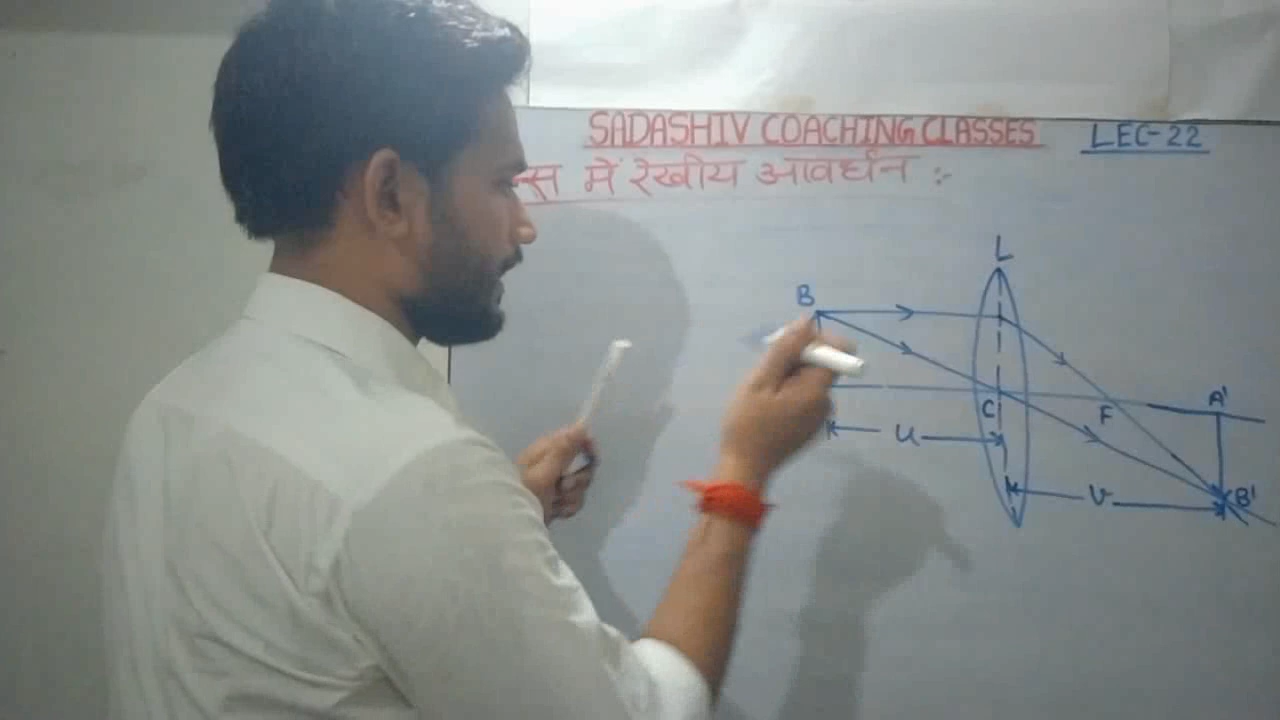 SADASHIV COACHING CLASSES LEC-22
में रेखीय आवर्धन :-
L
B
C F A'
U
V B'